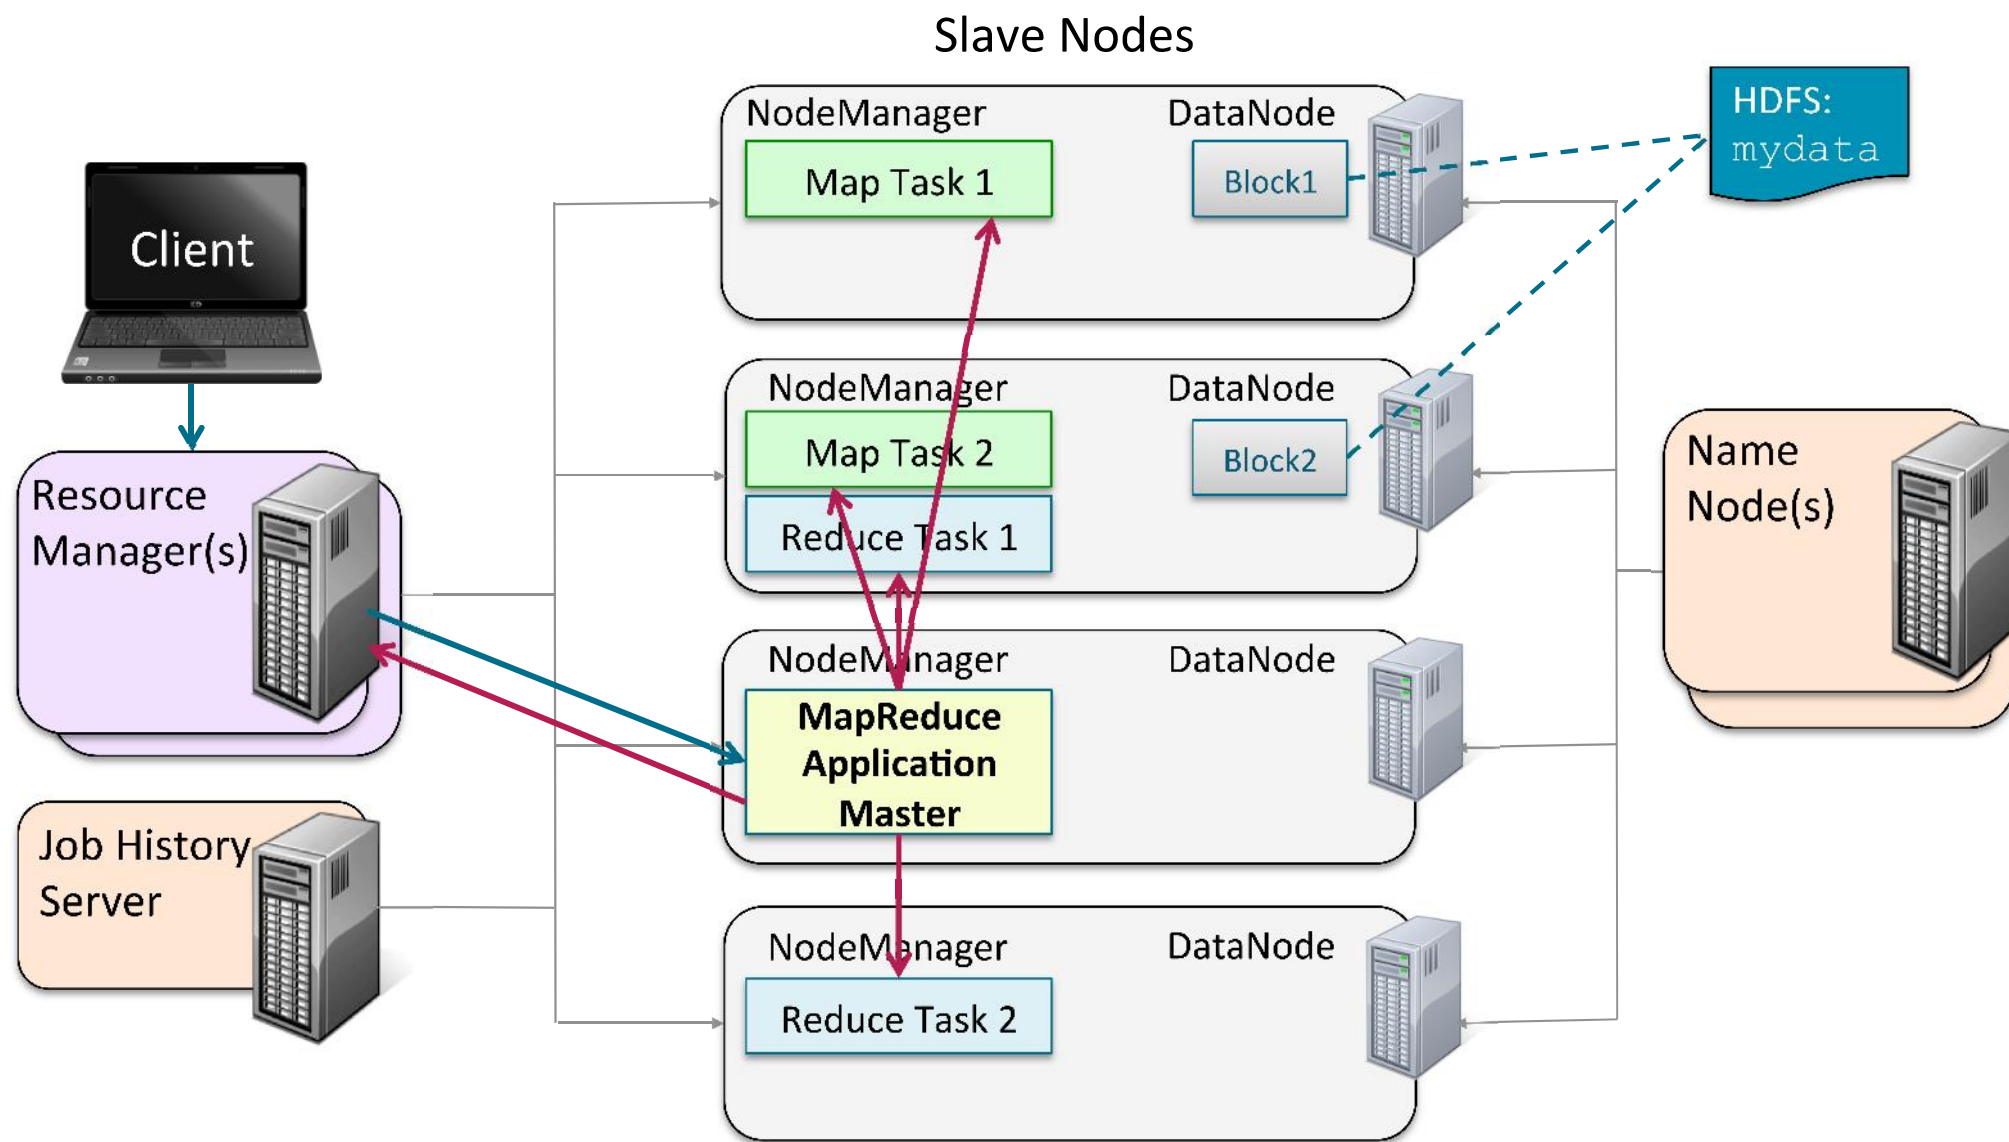 Slave Nodes
NodeManager
DataNode
HDFS:
mydata
Map Task 1
Block1
Client
NodeManager
DataNode
Map Task 2
Block2
Reduce Task 1
Resource
Manager(s)
Name
Node(s)
NodeManager
DataNode
MapReduce
Application
Master
Job History
Server
NodeManager
DataNode
Reduce Task 2